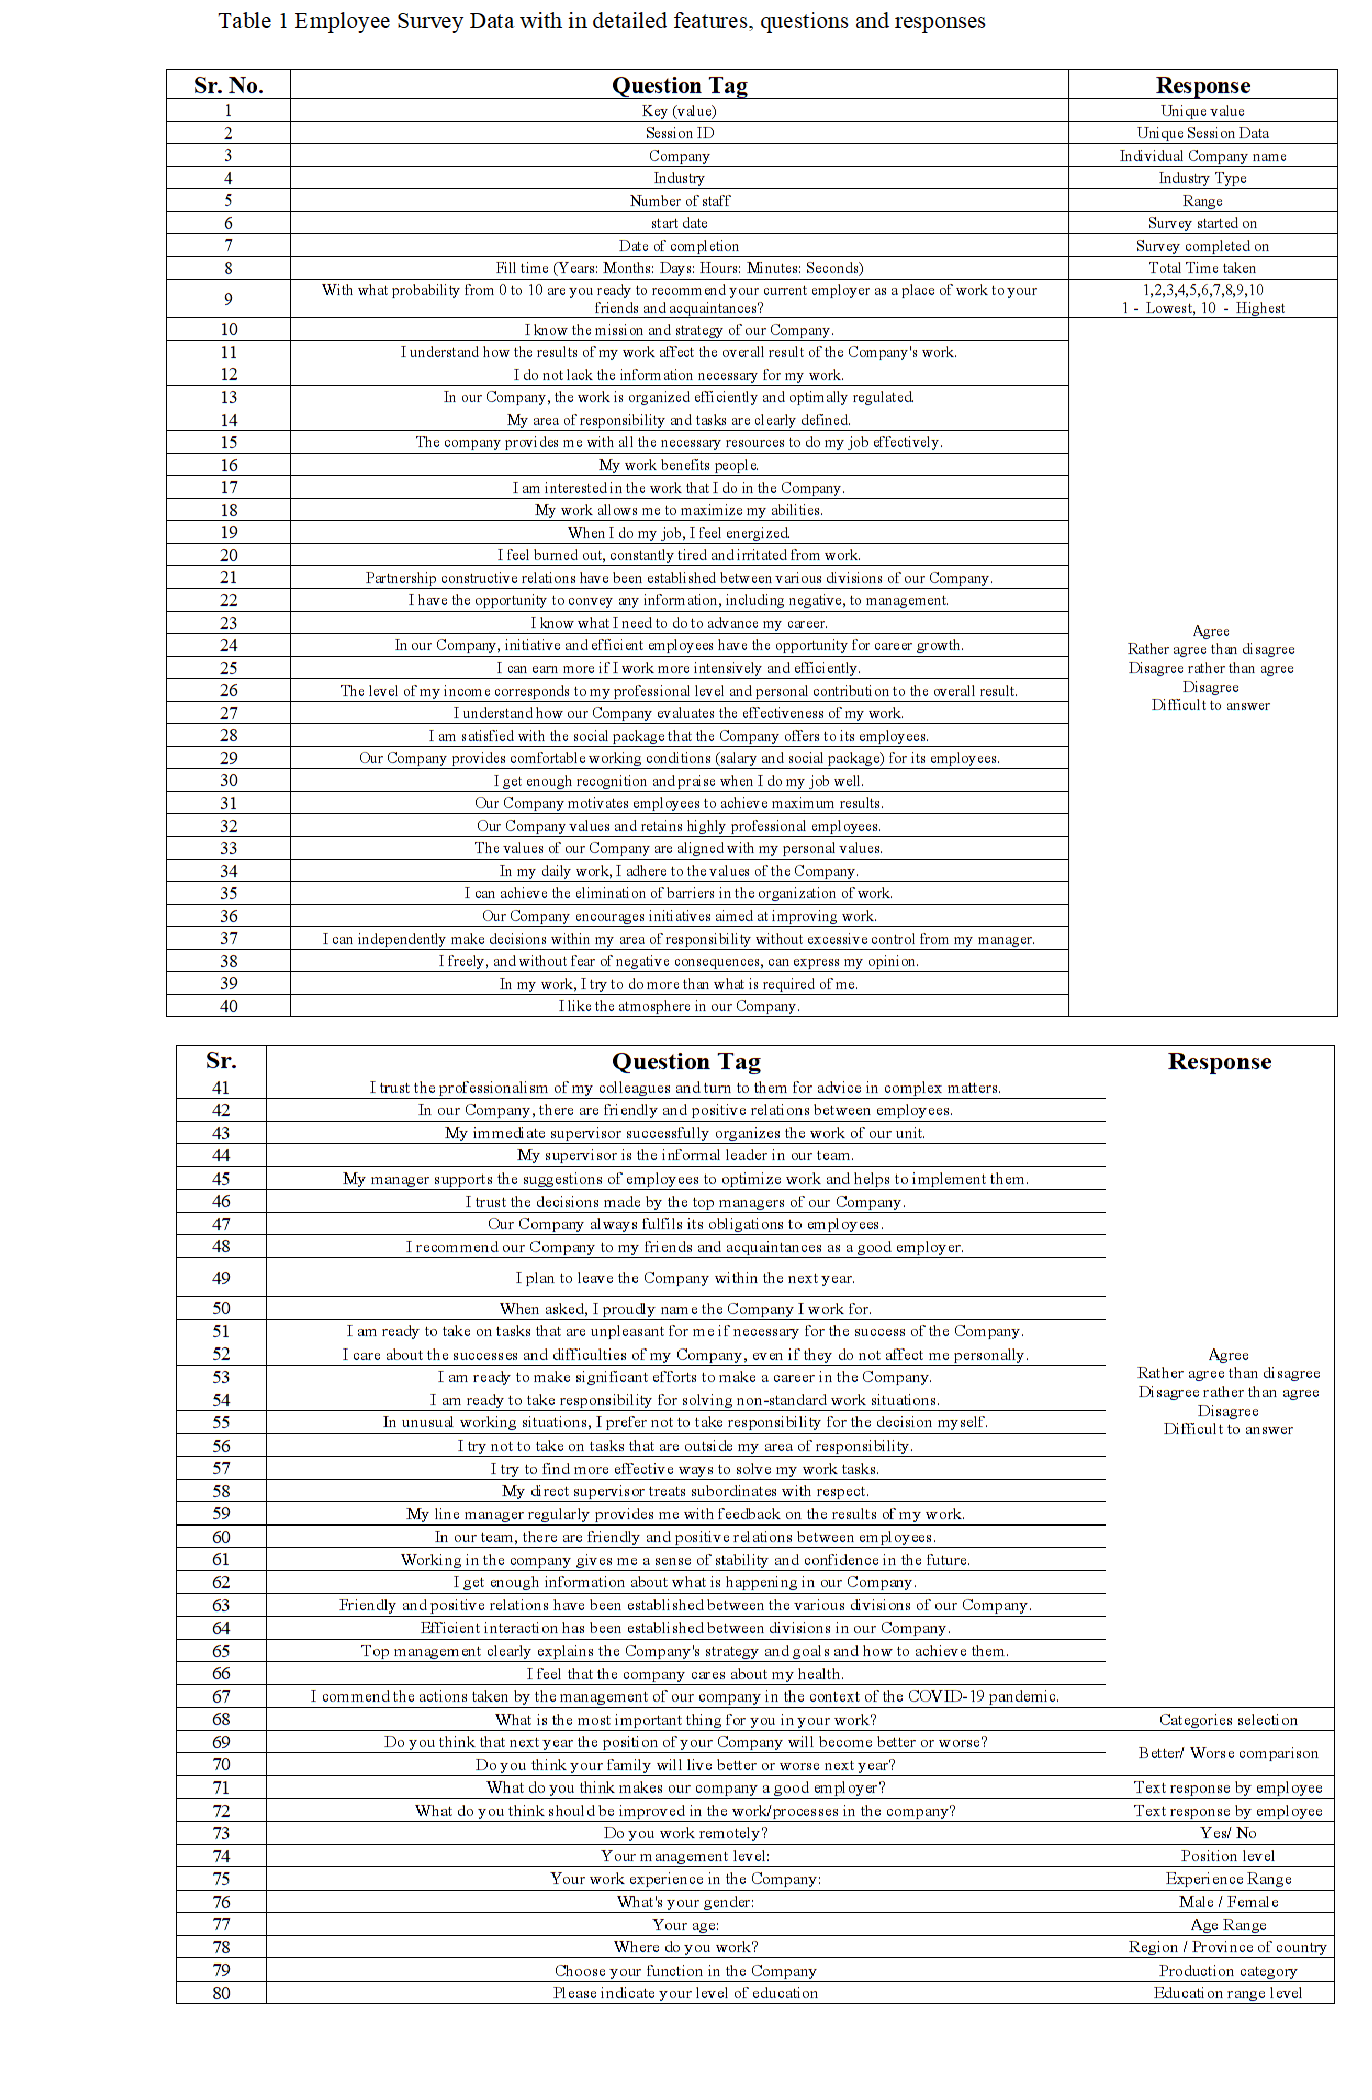 Table 1 Employee Survey Data with in detailed features, questions and responses
Sr. No. Question Tag Response
1 Key (value) Unique value
2 Session ID Unique Session Data
3 Company Individual Company name
4 Industry Industry Type
5 Number of staff Range
6 start date Survey started on
7 Date of completion Survey completed on
8 Fill time (Years: Months: Days: Hours: Minutes: Seconds) Total Time taken
9 With what probability from 0 to 10 are you ready to recommend your current employer as a place of work to your 1,2,3,4,5,6,7,8,9,10
friends and acquaintances? 1 - Lowest, 10 - Highest
10 I know the mission and strategy of our Company.
11 I understand how the results of my work affect the overall result of the Company's work.
12 I do not lack the information necessary for my work.
13 In our Company, the work is organized efficiently and optimally regulated.
14 My area of responsibility and tasks are clearly defined.
15 The company provides me with all the necessary resources to do my job effectively.
16 My work benefits people.
17 I am interested in the work that I do in the Company.
18 My work allows me to maximize my abilities.
19 When I do my job, I feel energized.
20 I feel burned out, constantly tired and irritated from work.
21 Partnership constructive relations have been established between various divisions of our Company.
22 I have the opportunity to convey any information, including negative, to management.
23 I know what I need to do to advance my career.
24 In our Company, initiative and efficient employees have the opportunity for career growth.
25 I can earn more if I work more intensively and efficiently.
26 The level of my income corresponds to my professional level and personal contribution to the overall result.
27 I understand how our Company evaluates the effectiveness of my work.
28 I am satisfied with the social package that the Company offers to its employees.
29 Our Company provides comfortable working conditions (salary and social package) for its employees.
30 I get enough recognition and praise when I do my job well.
31 Our Company motivates employees to achieve maximum results.
32 Our Company values and retains highly professional employees.
33 The values of our Company are aligned with my personal values.
34 In my daily work, I adhere to the values of the Company.
35 I can achieve the elimination of barriers in the organization of work.
36 Our Company encourages initiatives aimed at improving work.
37 I can independently make decisions within my area of responsibility without excessive control from my manager.
38 I freely, and without fear of negative consequences, can express my opinion.
39 In my work, I try to do more than what is required of me.
40 I like the atmosphere in our Company.
Agree
Rather agree than disagree
Disagree rather than agree
Disagree
Difficult to answer
Sr. Question Tag Response
41 I trust the professionalism of my colleagues and turn to them for advice in complex matters.
42 In our Company, there are friendly and positive relations between employees.
43 My immediate supervisor successfully organizes the work of our unit.
44 My supervisor is the informal leader in our team.
45 My manager supports the suggestions of employees to optimize work and helps to implement them.
46 I trust the decisions made by the top managers of our Company.
47 Our Company always fulfils its obligations to employees.
48 I recommend our Company to my friends and acquaintances as a good employer.
49 I plan to leave the Company within the next year.
50 When asked, I proudly name the Company I work for.
51 I am ready to take on tasks that are unpleasant for me if necessary for the success of the Company.
52 I care about the successes and difficulties of my Company, even if they do not affect me personally.
53 I am ready to make significant efforts to make a career in the Company.
54 I am ready to take responsibility for solving non-standard work situations.
55 In unusual working situations, I prefer not to take responsibility for the decision myself.
56 I try not to take on tasks that are outside my area of responsibility.
57 I try to find more effective ways to solve my work tasks.
58 My direct supervisor treats subordinates with respect.
59 My line manager regularly provides me with feedback on the results of my work.
60 In our team, there are friendly and positive relations between employees.
61 Working in the company gives me a sense of stability and confidence in the future.
62 I get enough information about what is happening in our Company.
63 Friendly and positive relations have been established between the various divisions of our Company.
64 Efficient interaction has been established between divisions in our Company.
65 Top management clearly explains the Company's strategy and goals and how to achieve them.
66 I feel that the company cares about my health.
67 I commend the actions taken by the management of our company in the context of the COVID-19 pandemic.
Agree
Rather agree than disagree
Disagree rather than agree
Disagree
Difficult to answer
68 What is the most important thing for you in your work? Categories selection
69 Do you think that next year the position of your Company will become better or worse?
70 Do you think your family will live better or worse next year?
Better/ Worse comparison
71 What do you think makes our company a good employer? Text response by employee
72 What do you think should be improved in the work/processes in the company? Text response by employee
73 Do you work remotely? Yes/ No
74 Your management level: Position level
75 Your work experience in the Company: Experience Range
76 What's your gender: Male / Female
77 Your age: Age Range
78 Where do you work? Region / Province of country
79 Choose your function in the Company Production category
80 Please indicate your level of education Education range level